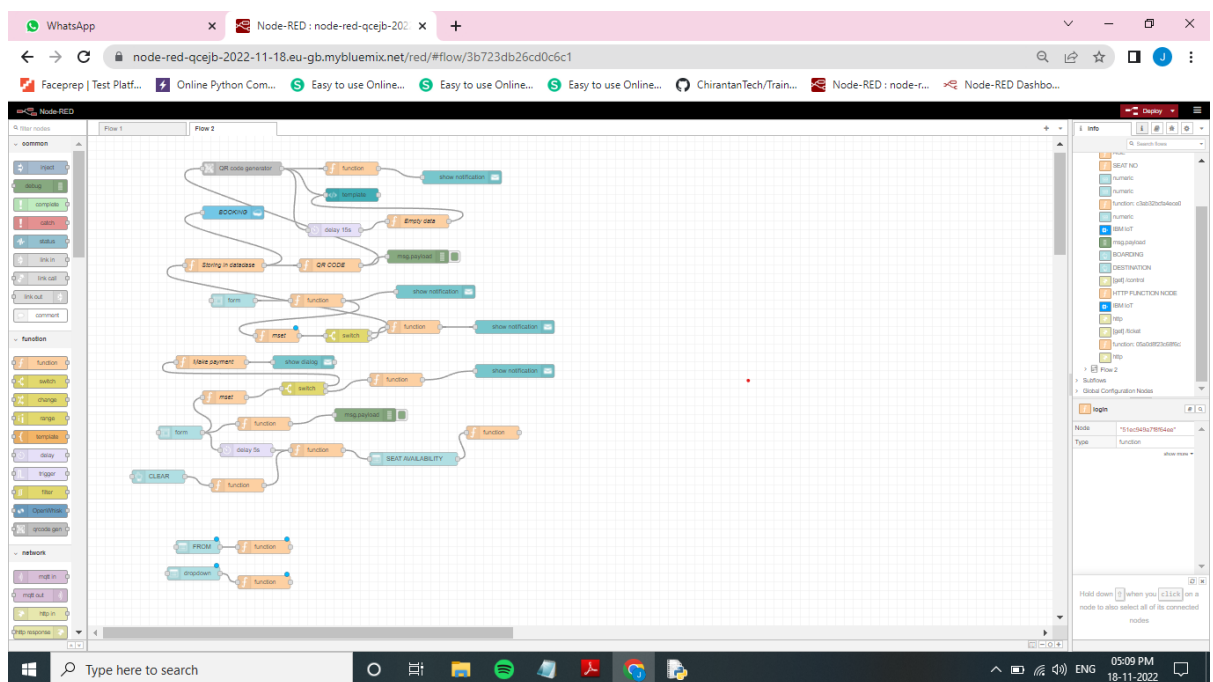 WhatsApp
Node-RED : node-red-qcejb-202
node-red-qcejb-2022-11-18.eu-gb.mybluemix.net/red/#flow/3b723db26cd0c6c1
Faceprep | Test Platf...
Online Python Com...
Easy to use Online...
Easy to use Online...
Easy to use Online...
ChirantanTech/Train...
Node-RED : node-r...
Node-RED Dashbo...
Node-RED
Deploy
filter nodes
Flow 1
Flow 2
info
Search flows
common
inject
debug
complete
catch
status
link in
link call
link out
comment
function
function
switch
change
range
template
delay
trigger
filter
OpenWhisk
qrcode gen
network
mqtt in
mqtt out
http in
http response
QR code generator
function
show notification
template
BOOKING
delay 15s
Empty data
Storing in datadase
QR CODE
msg.payload
form
function
show notification
mset
switch
function
show notification
Make payment
show dialog
show notification
switch
function
mset
msg.payload
function
form
function
delay 5s
function
SEAT AVAILABILITY
CLEAR
function
FROM
function
dropdown
function
SEAT NO
numeric
numeric
numeric
IBM IoT
msg.payload
BOARDING
DESTINATION
[get] /control
HTTP FUNCTION NODE
IBM IoT
http
[get] /ticket
http
Flow 2
Subflows
Global Configuration Nodes
login
Node
Type
function
show more
Hold down
when you click on a
node to also select all of its connected
nodes
Type here to search
ENG
05:09 PM
18-11-2022